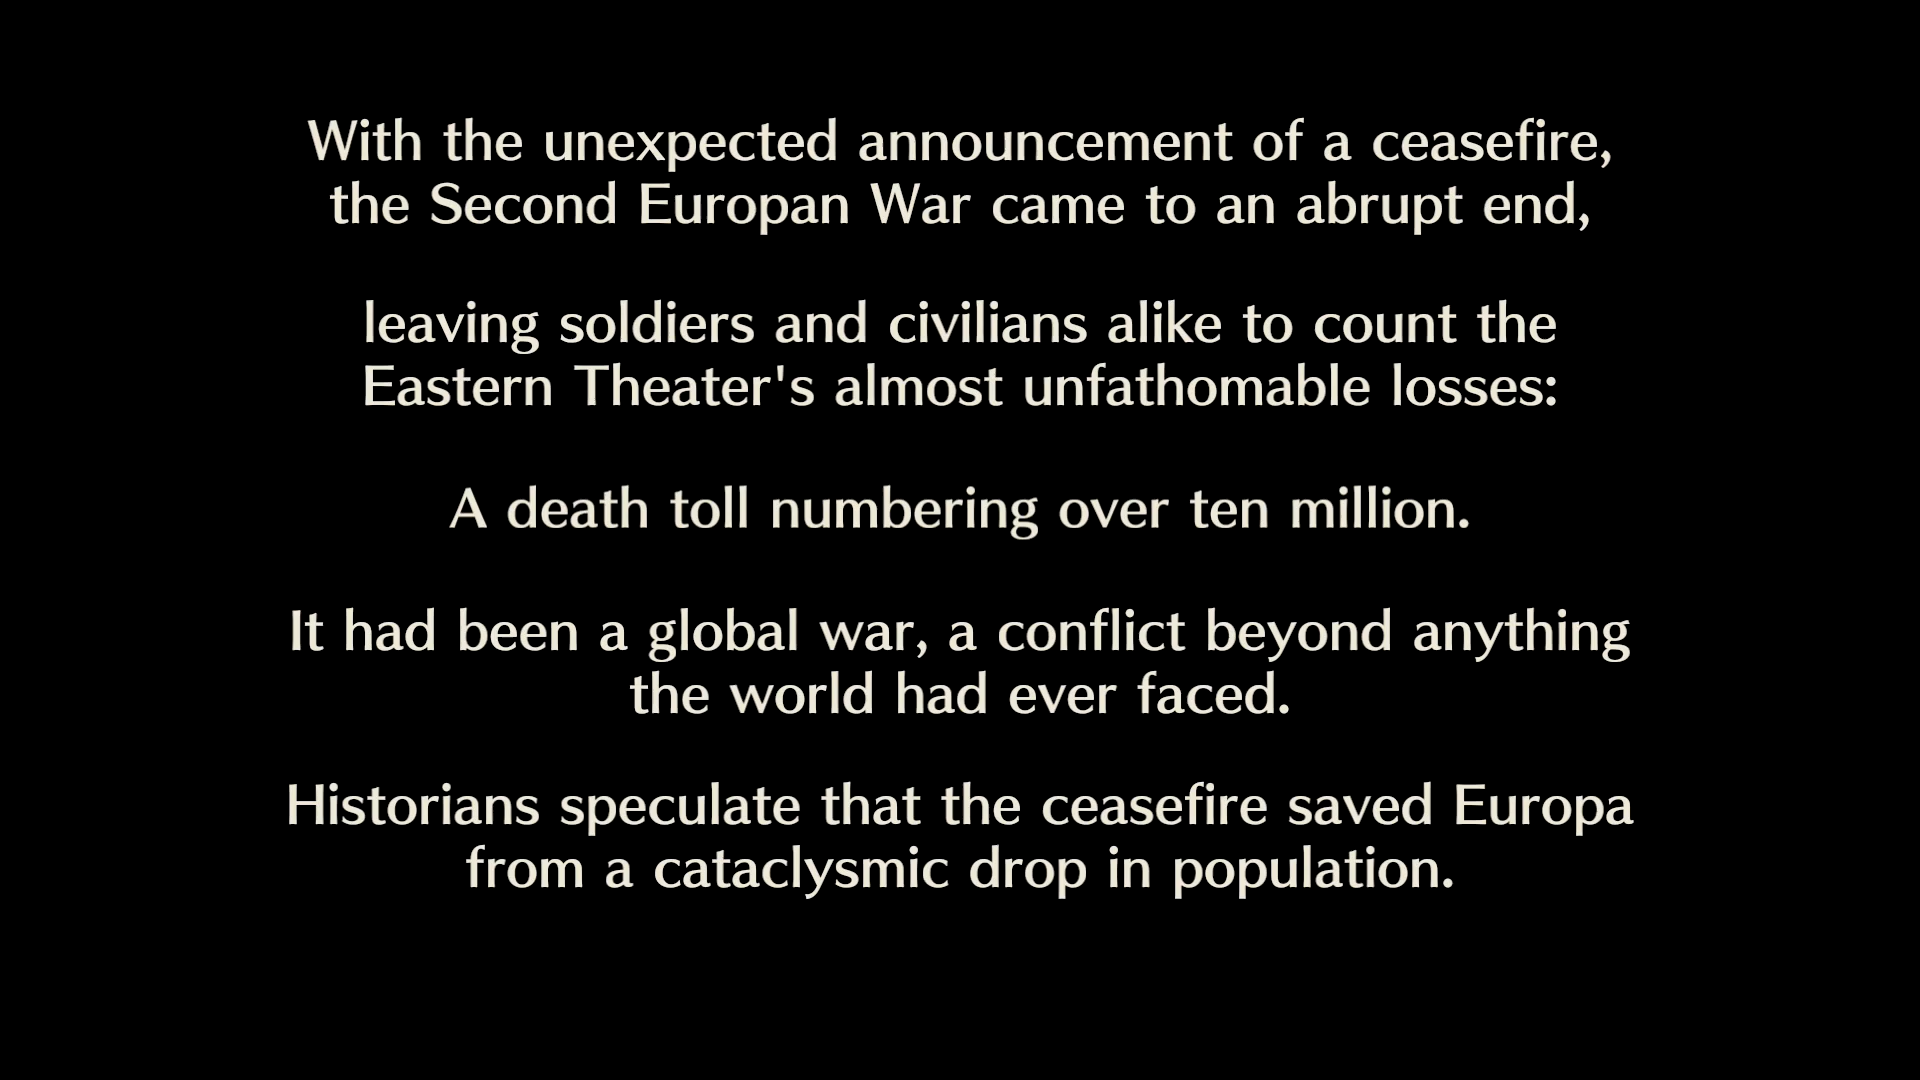 With the unexpected announcement of a ceasefire,
the Second Europan War came to an abrupt end,
leaving soldiers and civilians alike to count the
Eastern Theater's almost unfathomable losses:
A death toll numbering over ten million.
It had been a global war, a conflict beyond anything
the world had ever faced.
Historians speculate that the ceasefire saved Europa
from a cataclysmic drop in population.